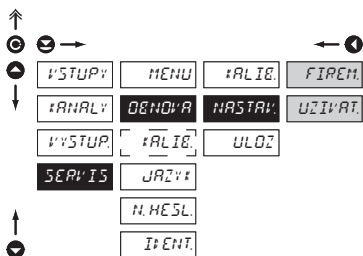 VSTUPY MENU KALIB. FIREM.
KANALY OBNOVA NASTAV. UZIVAT.
VYSTUP. KALIB. ULOZ
SERVIS JAZYK
N. HESL.
IDENT.